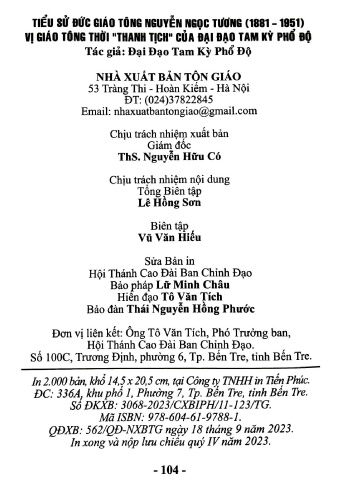 TIỂU SỬ ĐỨC GIÁO TÔNG NGUYỄN NGỌC TƯƠNG (1881 – 1951)
VỊ GIÁO TÔNG THỜI "THANH TỊCH" CỦA ĐẠI ĐẠO TAM KỲ PHỔ ĐỘ
Tác giả: Đại Đạo Tam Kỳ Phổ Độ
NHÀ XUẤT BẢN TÔN GIÁO
53 Tràng Thi - Hoàn Kiếm - Hà Nội
ĐT: (024)37822845
Email: nhaxuatbantongiao@gmail.com
Chịu trách nhiệm xuất bản
Giám đốc
ThS. Nguyễn Hữu Có
Chịu trách nhiệm nội dung
Tổng Biên tập
Lê Hồng Sơn
Biên tập
Vũ Văn Hiếu
Sửa Bản in
Hội Thánh Cao Đài Ban Chỉnh Đạo
Bảo pháp Lữ Minh Châu
Hiến đạo Tô Văn Tích
Bảo đàn Thái Nguyễn Hồng Phước
Đơn vị liên kết: Ông Tô Văn Tích, Phó Trưởng ban,
Hội Thánh Cao Đài Ban Chỉnh Đạo.
Số 100C, Trương Định, phường 6, Tp. Bến Tre, tỉnh Bến Tre.
In 2.000 bản, khổ 14,5 x 20,5 cm, tại Công ty TNHH in Tiến Phúc.
ĐC: 336A, khu phố 1, Phường 7, Tp. Bến Tre, tỉnh Bến Tre.
Số ĐKXB: 3068-2023/CXBIPH/11-123/TG.
Mã ISBN: 978-604-61-9788-1.
QĐXB: 562/QĐ-NXBTG ngày 18 tháng 9 năm 2023.
In xong và nộp lưu chiểu quý IV năm 2023.
- 104 -